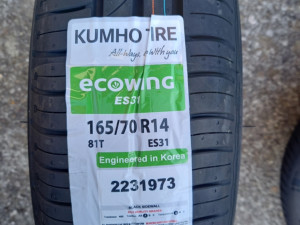 KUMHO TIRE
All-Ways with you
ecowing
ES31
165/70 R14
81T ES31
Engineered in Korea
2231973